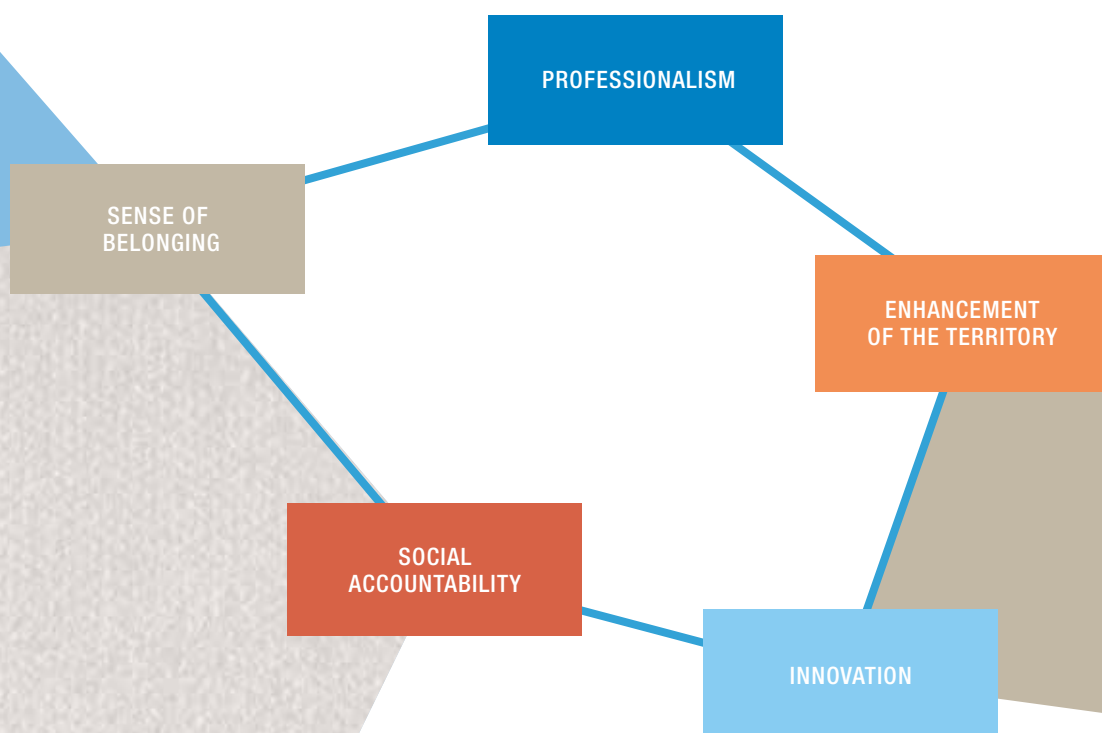 PROFESSIONALISM
SENSE OF
BELONGING
ENHANCEMENT
OF THE TERRITORY
SOCIAL
ACCOUNTABILITY
INNOVATION